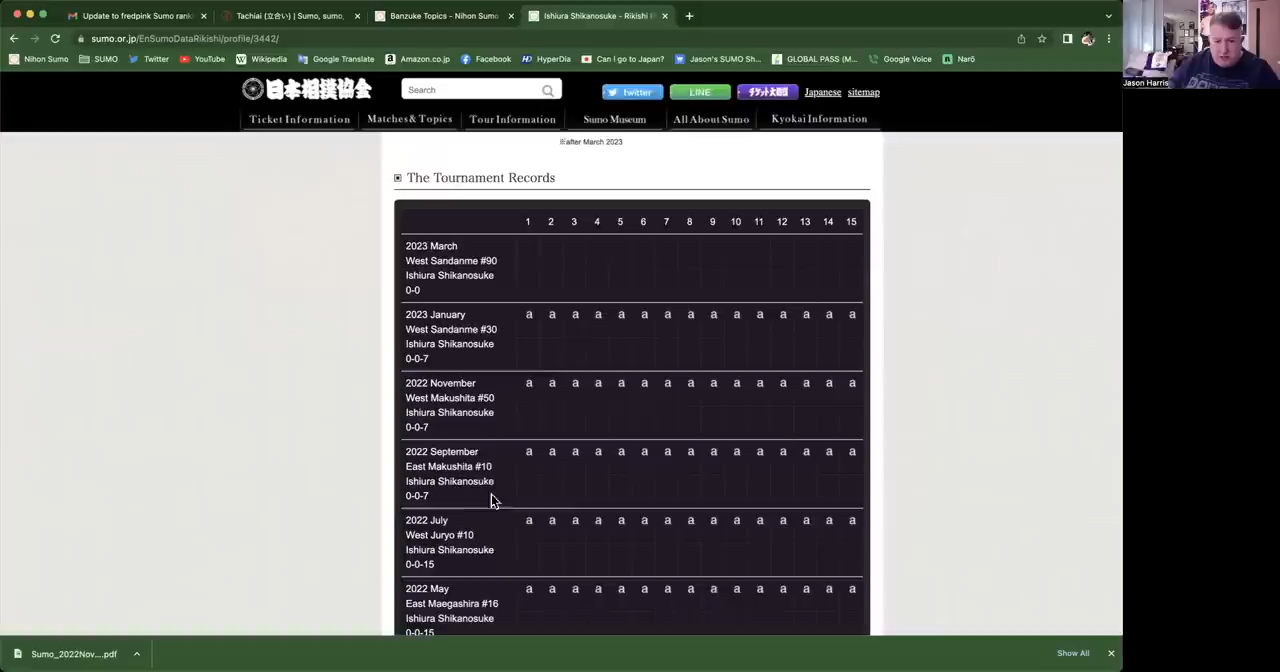 Update to fredpink Sumo rank
Tachiai (立合い) | Sumo, sumo,
Banzuke Topics - Nihon Sumo
Ishiura Shikanosuke - Rikishi
sumo.or.jp/EnSumoDataRikishi/profile/3442/
Nihon Sumo SUMO Twitter YouTube Wikipedia Google Translate Amazon.co.jp Facebook HypeDia Can I go to Japan? Jason's SUMO Sh... GLOBAL PASS (M... Google Voice Narō
Jason Harris
日本相撲協会 Search twitter LINE チケット大相撲 Japanese sitemap
Ticket Information Matches & Topics Tour Information Sumo Museum All About Sumo Kyokai Information
※after March 2023
The Tournament Records
1 2 3 4 5 6 7 8 9 10 11 12 13 14 15
2023 March
West Sandanme #90
Ishiura Shikanosuke
0-0
2023 January a a a a a a a a a a a a a a a
West Sandanme #30
Ishiura Shikanosuke
0-0-7
2022 November a a a a a a a a a a a a a a a
West Makushita #50
Ishiura Shikanosuke
0-0-7
2022 September a a a a a a a a a a a a a a a
East Makushita #10
Ishiura Shikanosuke
0-0-7
2022 July a a a a a a a a a a a a a a a
West Juryo #10
Ishiura Shikanosuke
0-0-15
2022 May a a a a a a a a a a a a a a a
East Maegashira #16
Ishiura Shikanosuke
0-0-15
Sumo_2022Nov....pdf Show All